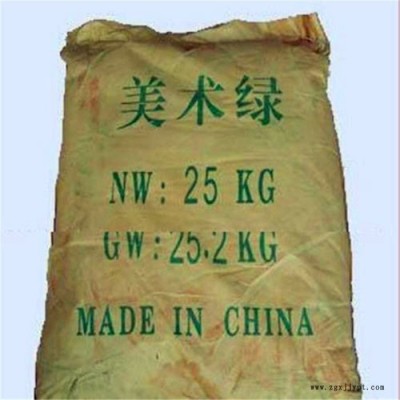 美术绿
NW: 25 KG
GW: 25.2 KG
MADE IN CHINA